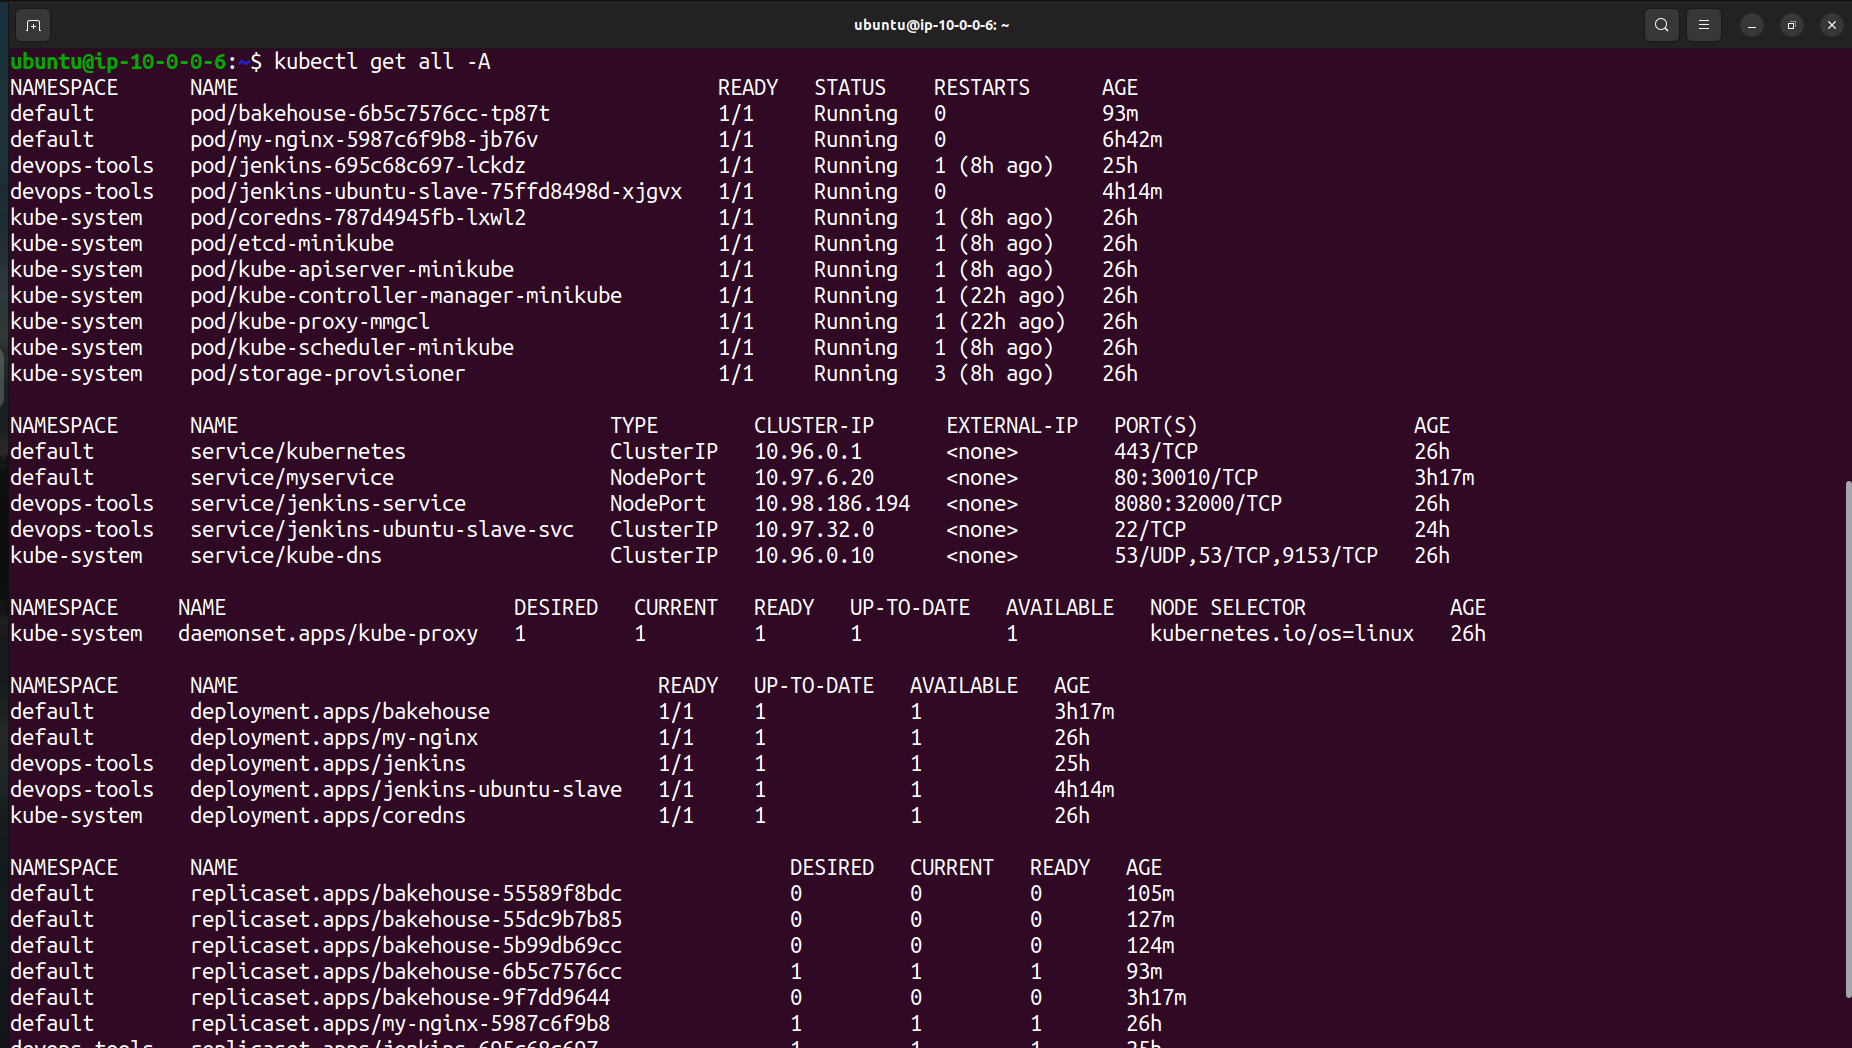 ubuntu@ip-10-0-0-6: ~
ubuntu@ip-10-0-0-6:~$ kubectl get all -A
NAMESPACE NAME READY STATUS RESTARTS AGE
default pod/bakehouse-6b5c7576cc-tp87t 1/1 Running 0 93m
default pod/my-nginx-5987c6f9b8-jb76v 1/1 Running 0 6h42m
devops-tools pod/jenkins-695c68c697-lckdz 1/1 Running 1 (8h ago) 25h
devops-tools pod/jenkins-ubuntu-slave-75ffd8498d-xjgvx 1/1 Running 0 4h14m
kube-system pod/coredns-787d4945fb-lxwl2 1/1 Running 1 (8h ago) 26h
kube-system pod/etcd-minikube 1/1 Running 1 (8h ago) 26h
kube-system pod/kube-apiserver-minikube 1/1 Running 1 (8h ago) 26h
kube-system pod/kube-controller-manager-minikube 1/1 Running 1 (22h ago) 26h
kube-system pod/kube-proxy-mmgcl 1/1 Running 1 (22h ago) 26h
kube-system pod/kube-scheduler-minikube 1/1 Running 1 (8h ago) 26h
kube-system pod/storage-provisioner 1/1 Running 3 (8h ago) 26h
NAMESPACE NAME TYPE CLUSTER-IP EXTERNAL-IP PORT(S) AGE
default service/kubernetes ClusterIP 10.96.0.1 <none> 443/TCP 26h
default service/myservice NodePort 10.97.6.20 <none> 80:30010/TCP 3h17m
devops-tools service/jenkins-service NodePort 10.98.186.194 <none> 8080:32000/TCP 26h
devops-tools service/jenkins-ubuntu-slave-svc ClusterIP 10.97.32.0 <none> 22/TCP 24h
kube-system service/kube-dns ClusterIP 10.96.0.10 <none> 53/UDP,53/TCP,9153/TCP 26h
NAMESPACE NAME DESIRED CURRENT READY UP-TO-DATE AVAILABLE NODE SELECTOR AGE
kube-system daemonset.apps/kube-proxy 1 1 1 1 1 kubernetes.io/os=linux 26h
NAMESPACE NAME READY UP-TO-DATE AVAILABLE AGE
default deployment.apps/bakehouse 1/1 1 1 3h17m
default deployment.apps/my-nginx 1/1 1 1 26h
devops-tools deployment.apps/jenkins 1/1 1 1 25h
devops-tools deployment.apps/jenkins-ubuntu-slave 1/1 1 1 4h14m
kube-system deployment.apps/coredns 1/1 1 1 26h
NAMESPACE NAME DESIRED CURRENT READY AGE
default replicaset.apps/bakehouse-55589f8bdc 0 0 0 105m
default replicaset.apps/bakehouse-55dc9b7b85 0 0 0 127m
default replicaset.apps/bakehouse-5b99db69cc 0 0 0 124m
default replicaset.apps/bakehouse-6b5c7576cc 1 1 1 93m
default replicaset.apps/bakehouse-9f7dd9644 0 0 0 3h17m
default replicaset.apps/my-nginx-5987c6f9b8 1 1 1 26h
devops-tools replicaset.apps/jenkins-695c68c697 1 1 1 25h